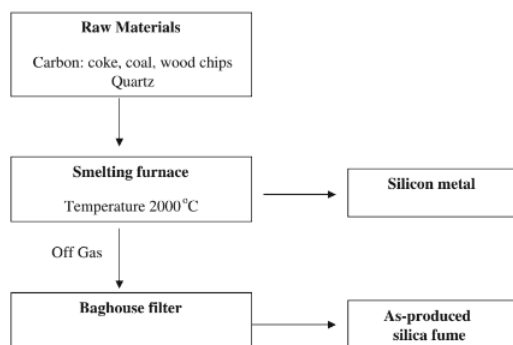 Raw Materials
Carbon: coke, coal, wood chips
Quartz
Smelting furnace
Temperature 2000°C
Silicon metal
Off Gas
Baghouse filter
As-produced
silica fume